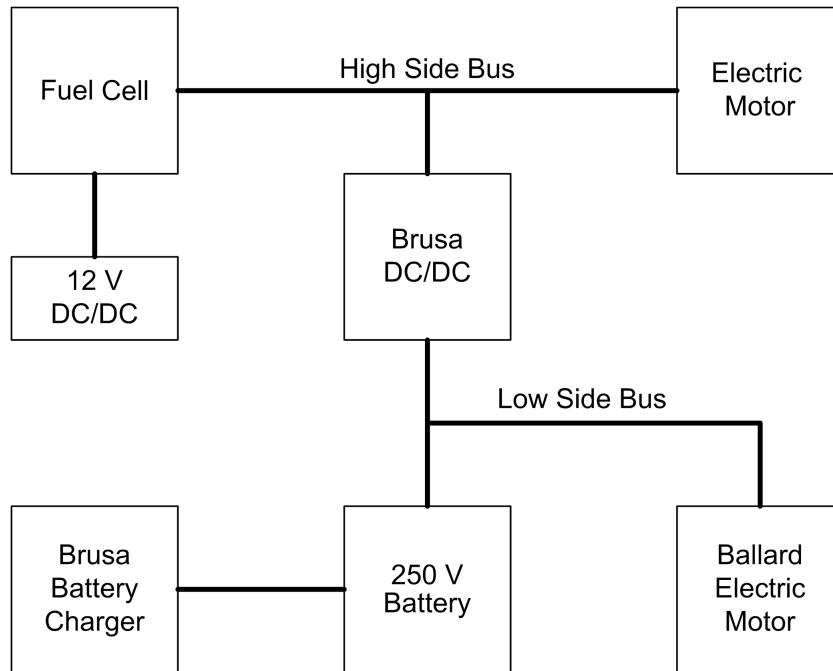 High Side Bus
Fuel Cell
Electric
Motor
Brusa
DC/DC
12 V
DC/DC
Low Side Bus
Brusa
Battery
Charger
250 V
Battery
Ballard
Electric
Motor